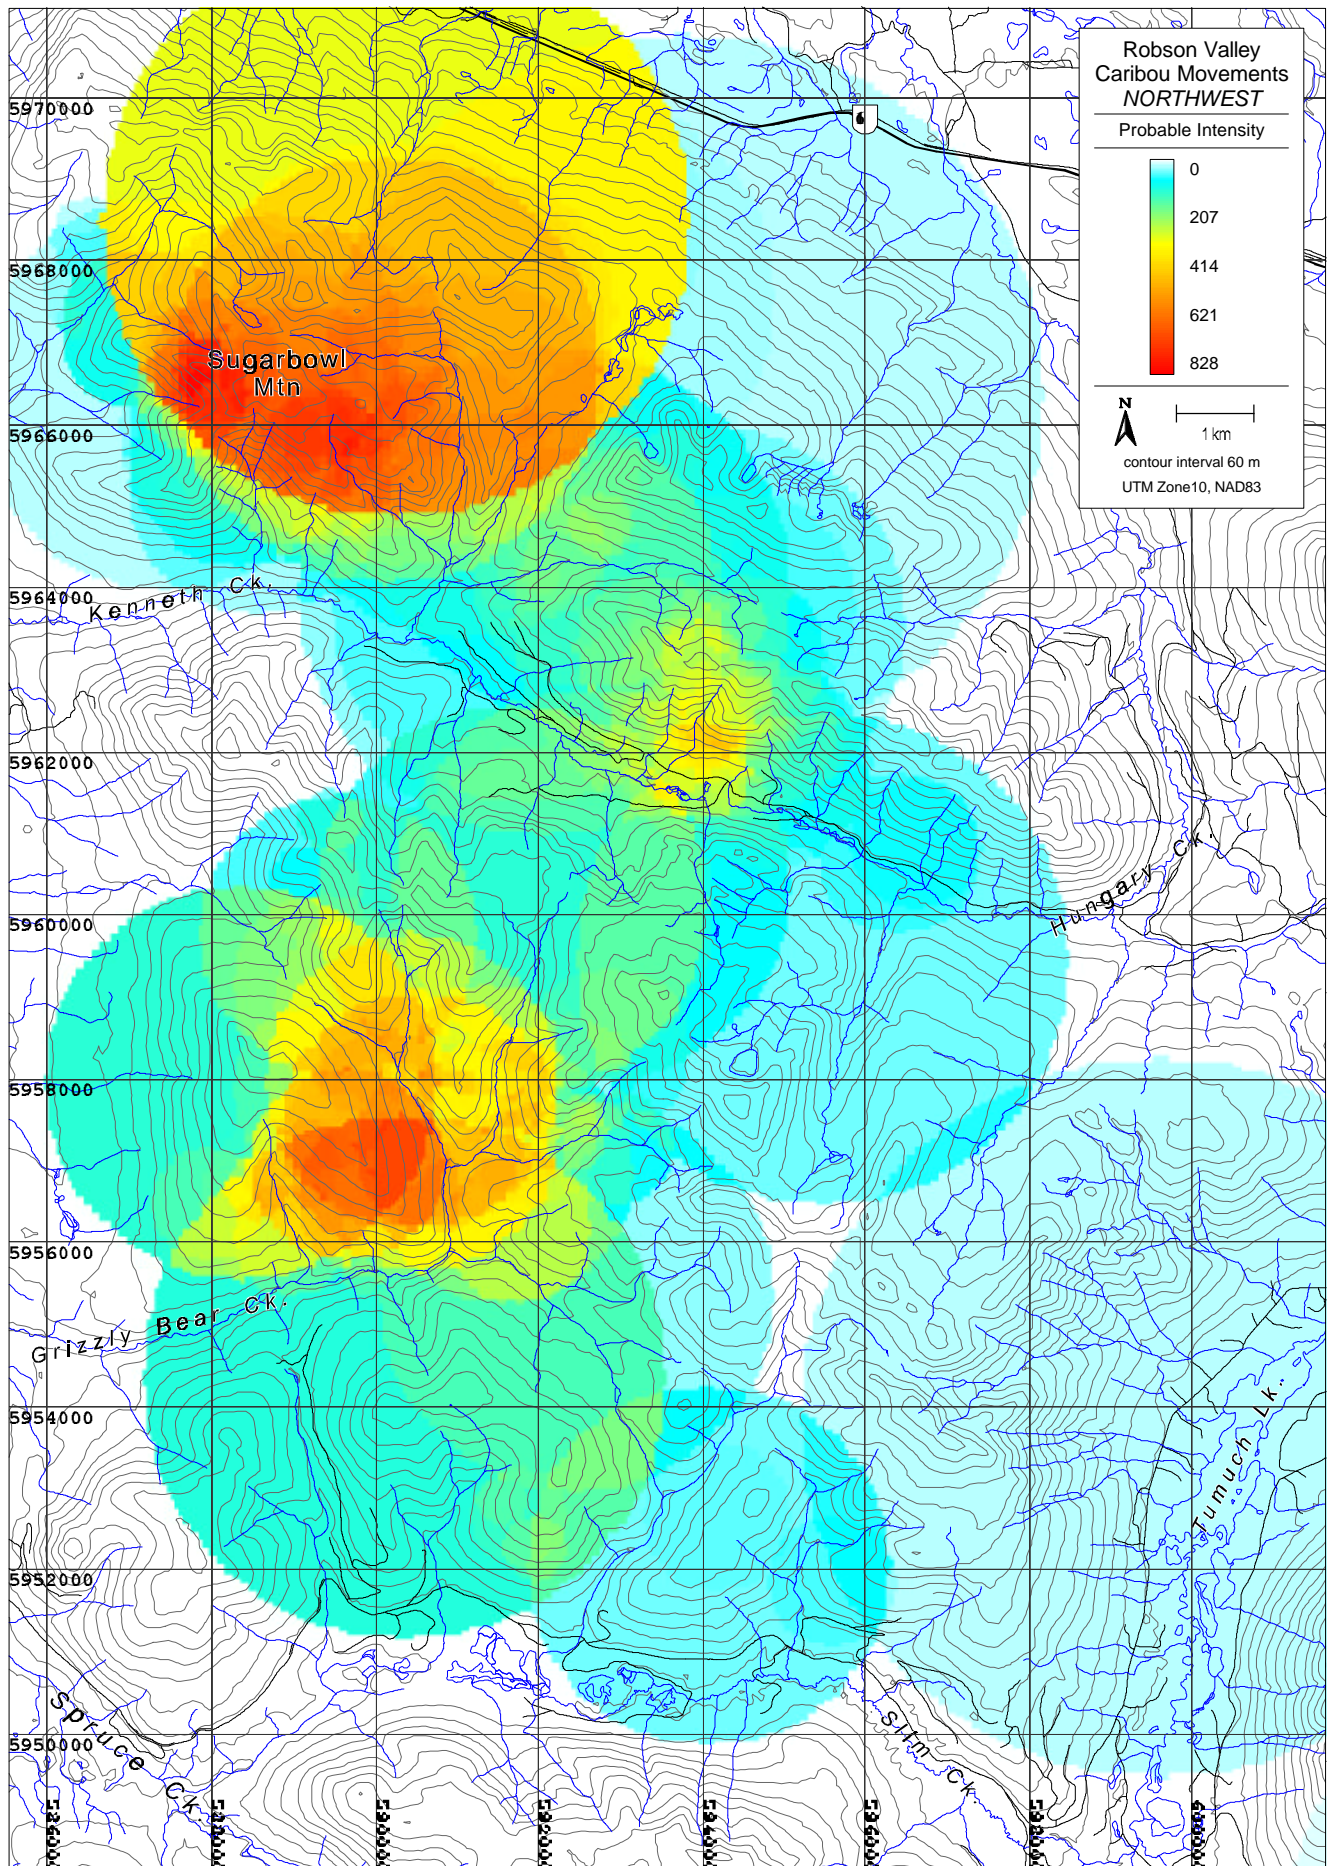 Robson Valley
Caribou Movements
NORTHWEST
Probable Intensity
0
207
414
621
828
N
1 km
contour interval 60 m
UTM Zone10, NAD83
5970000
5968000
Sugarbowl
Mtn
5966000
5964000
Kenneth Ck.
5962000
Hungary Ck.
5960000
5958000
5956000
Grizzly Bear Ck.
5954000
Tumuch Lk.
5952000
Spruce Ck.
5950000
Slim Ck.